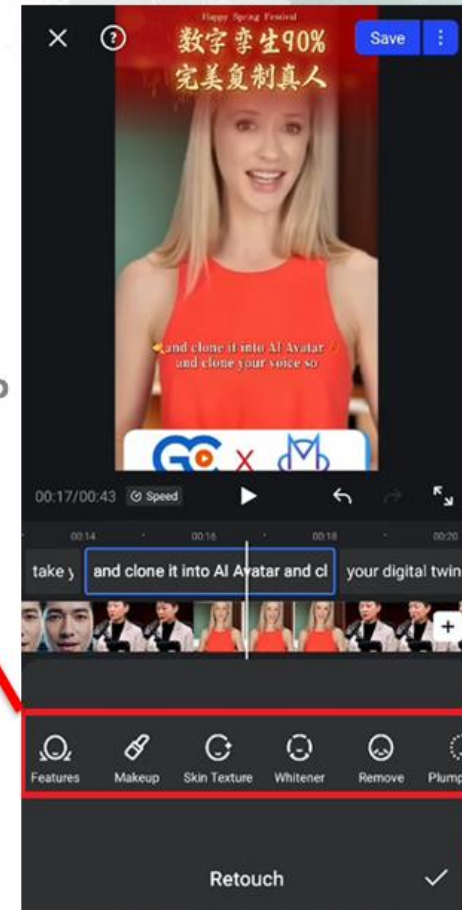 Happy Spring Festival
数字孪生90%
完美复制真人
Save
and clone it into AI Avatar
and clone your voice so
GC X
00:17/00:43 Speed
00:14 00:16 00:18 00:20
take y and clone it into AI Avatar and cl your digital twin
Features Makeup Skin Texture Whitener Remove Plump
Retouch